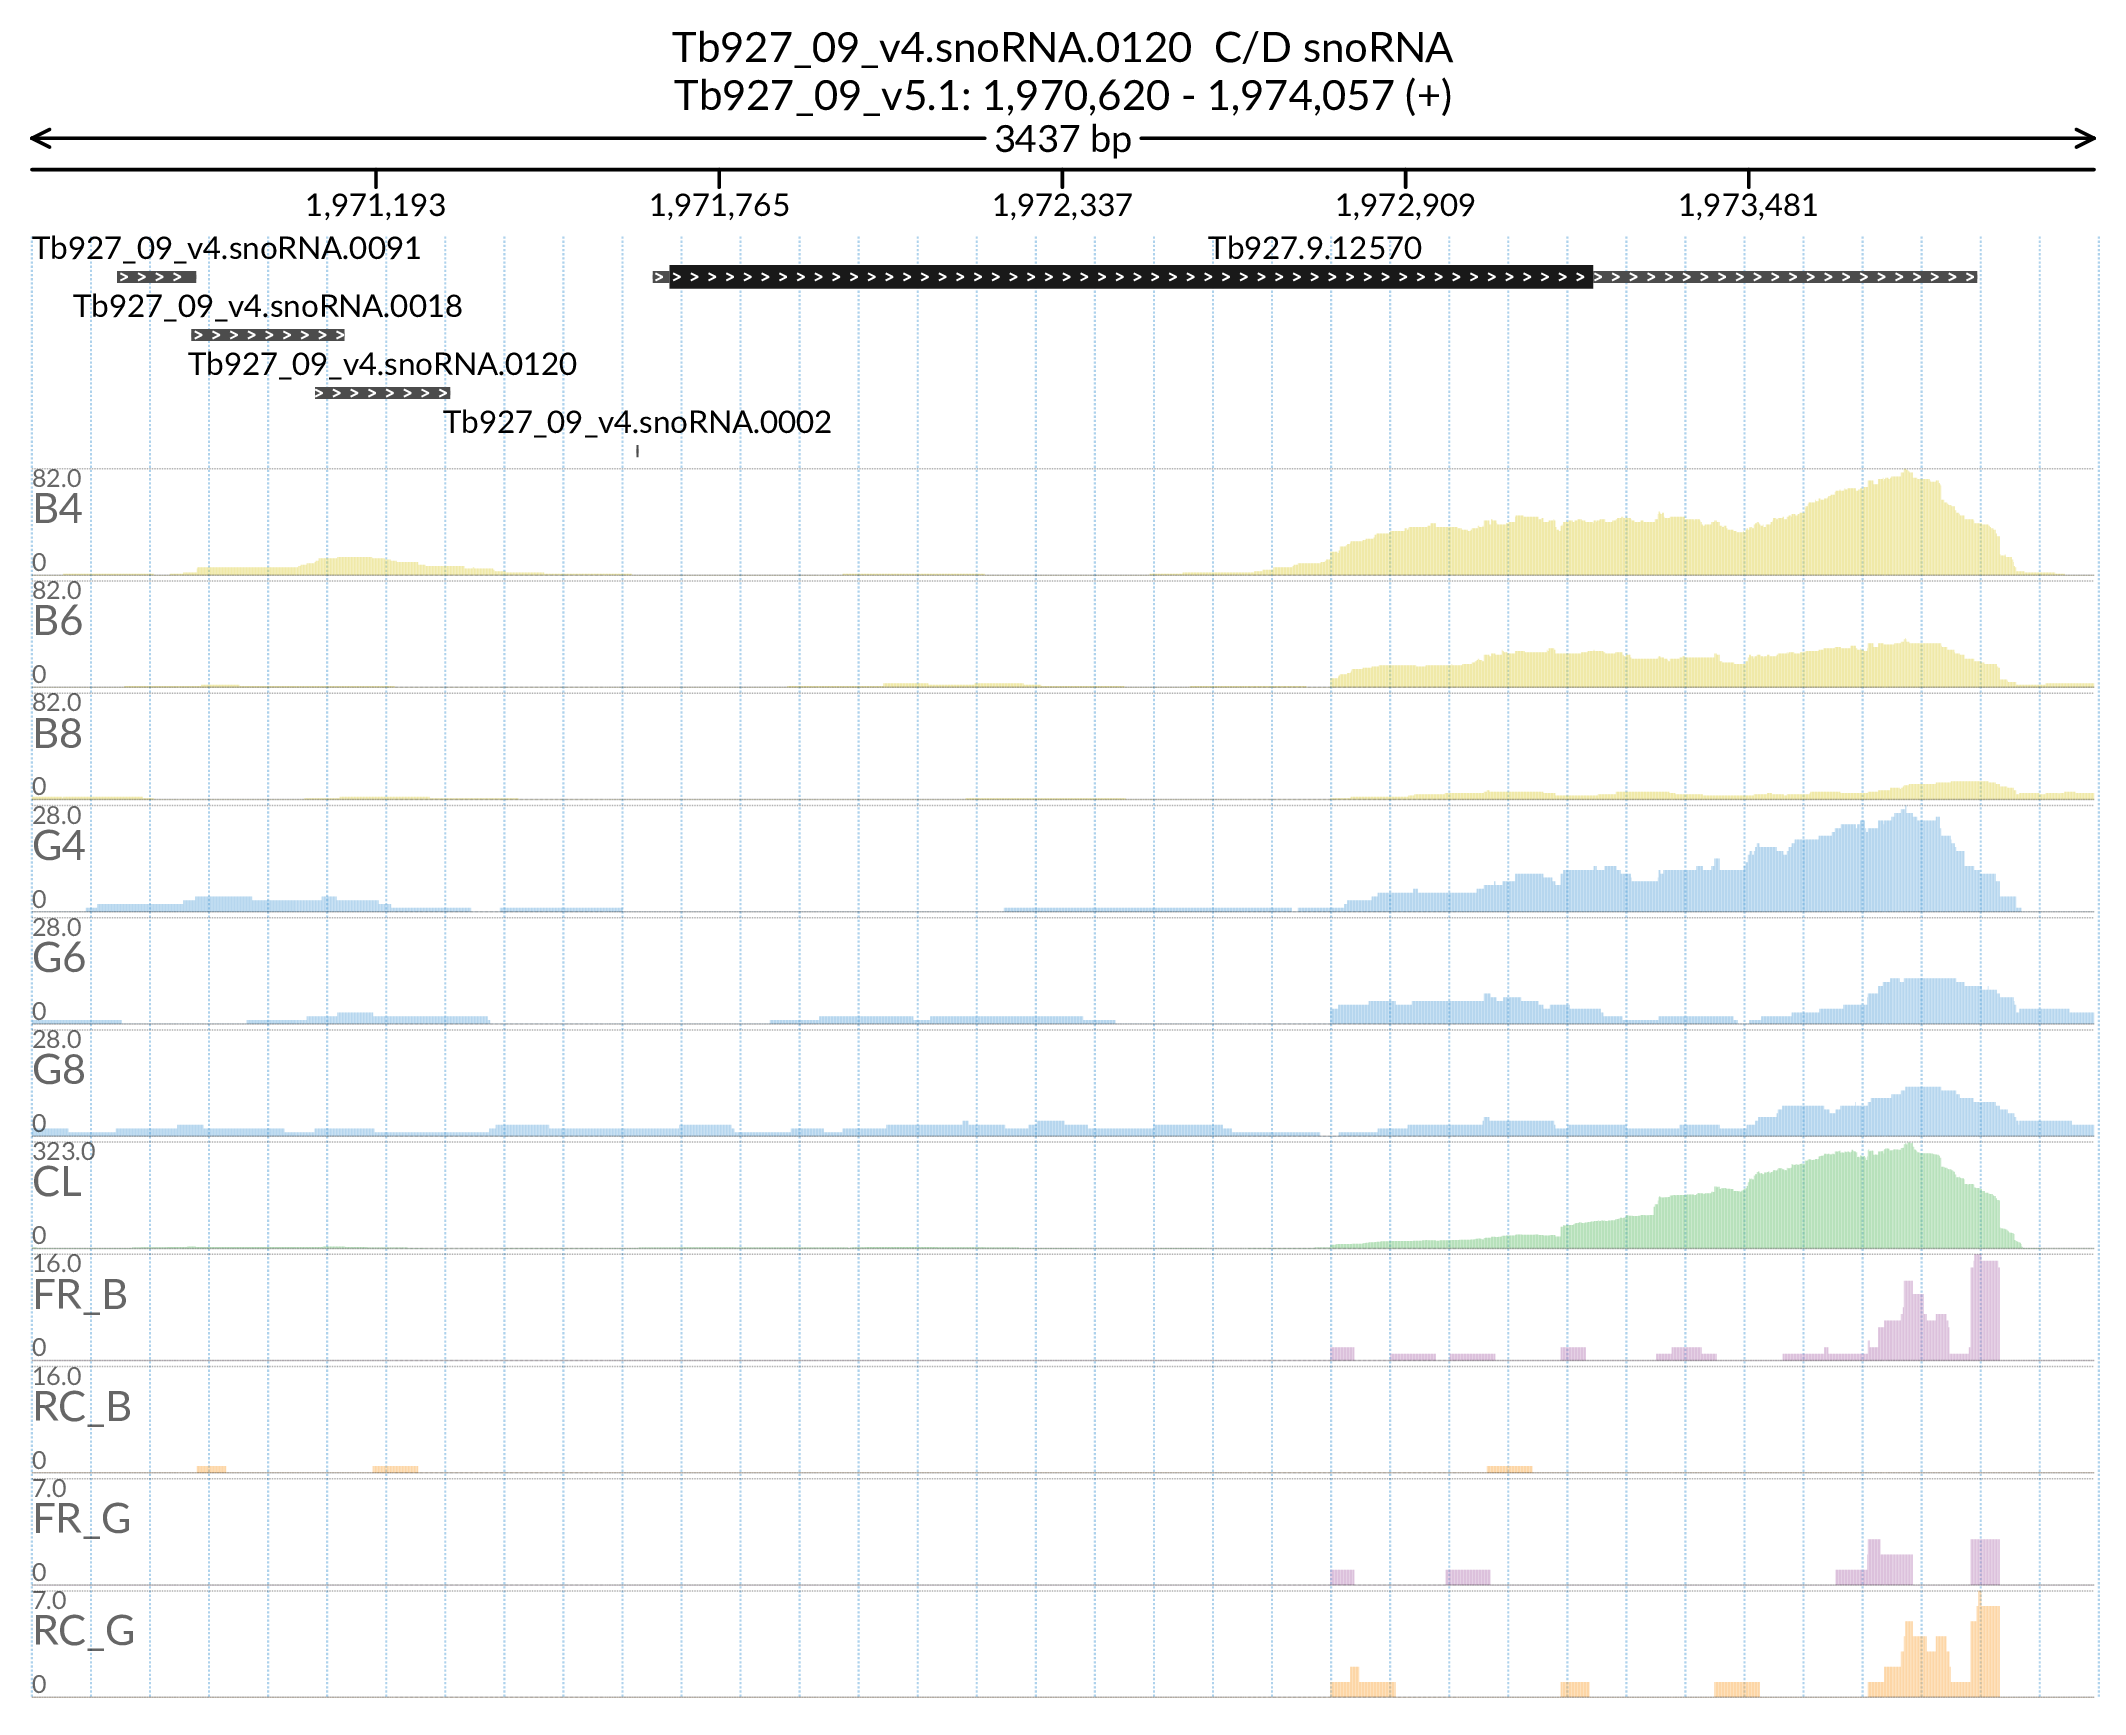 Tb927_09_v4.snoRNA.0120 C/D snoRNA
Tb927_09_v5.1: 1,970,620 - 1,974,057 (+)
3437 bp
1,971,193 1,971,765 1,972,337 1,972,909 1,973,481
Tb927_09_v4.snoRNA.0091 Tb927.9.12570
Tb927_09_v4.snoRNA.0018
Tb927_09_v4.snoRNA.0120
Tb927_09_v4.snoRNA.0002
82.0
B4
0
82.0
B6
0
82.0
B8
0
28.0
G4
0
28.0
G6
0
28.0
G8
0
323.0
CL
0
16.0
FR_B
0
16.0
RC_B
0
7.0
FR_G
0
7.0
RC_G
0